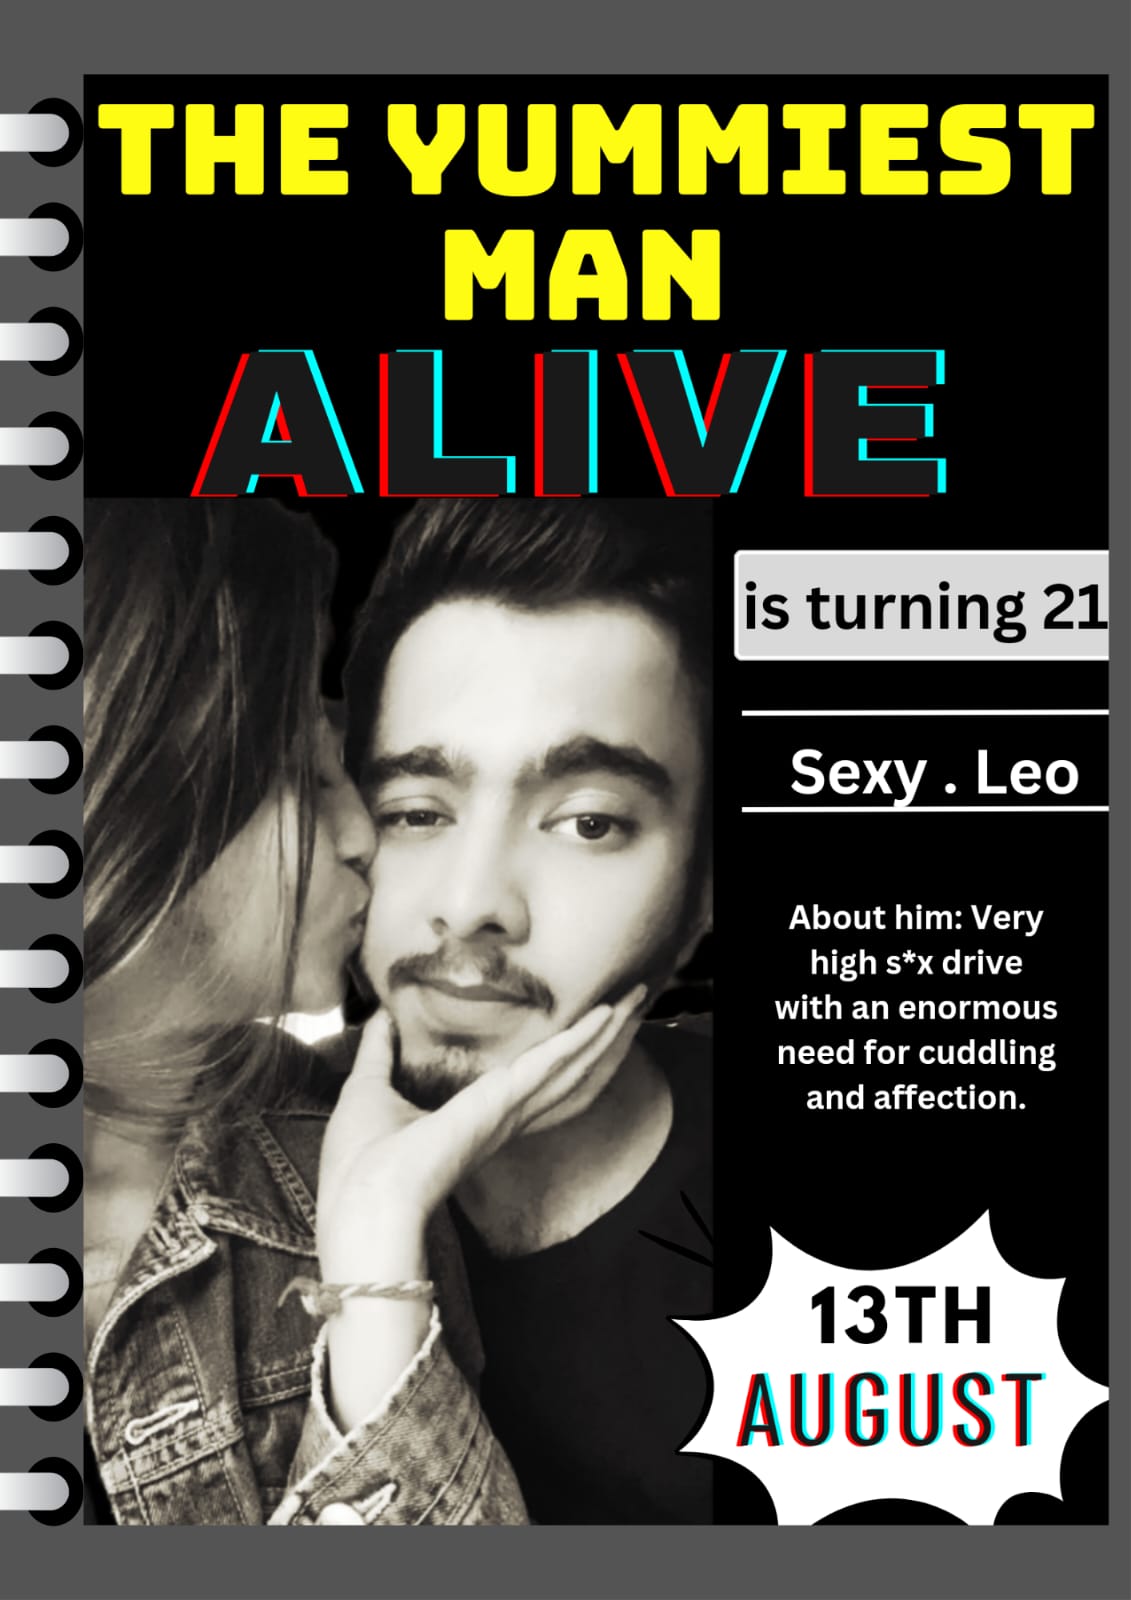 THE YUMMIEST
MAN
ALIVE
is turning 21
Sexy . Leo
About him: Very
high s*x drive
with an enormous
need for cuddling
and affection.
13TH
AUGUST